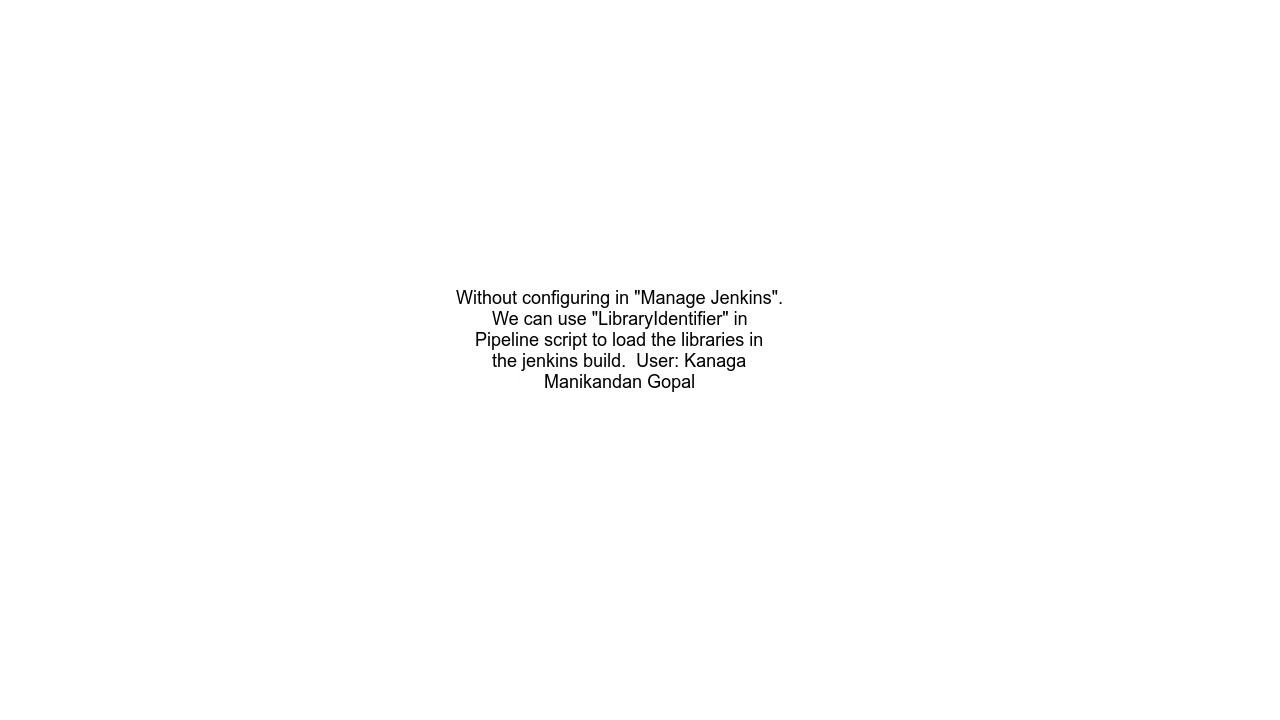 Without configuring in "Manage Jenkins".
We can use "LibraryIdentifier" in
Pipeline script to load the libraries in
the jenkins build.  User: Kanaga
Manikandan Gopal